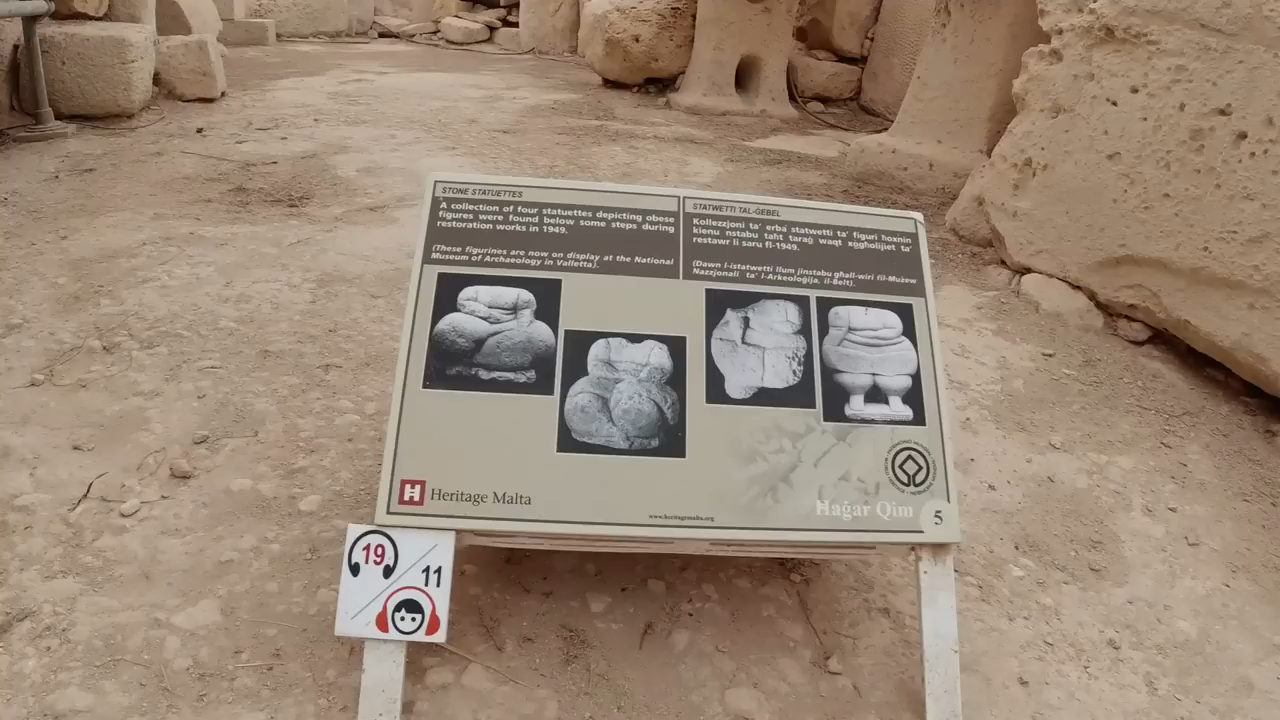 STONE STATUETTES
A collection of four statuettes depicting obese
figures were found below some steps during
restoration works in 1949.
(These figurines are now on display at the National
Museum of Archaeology in Valletta).
STATWETTI TAL-ĠEBEL
Kollezzjoni ta' erba' statwetti ta' figuri ħoxnin
kienu nstabu taħt taraġ waqt xogħolijiet ta'
restawr li saru fl-1949.
(Dawn l-istatwetti llum jinstabu għall-wiri fil-Mużew
Nazzjonali ta' l-Arkeoloġija, il-Belt).
Heritage Malta
www.heritagemalta.org
Ħaġar Qim
5
19
11